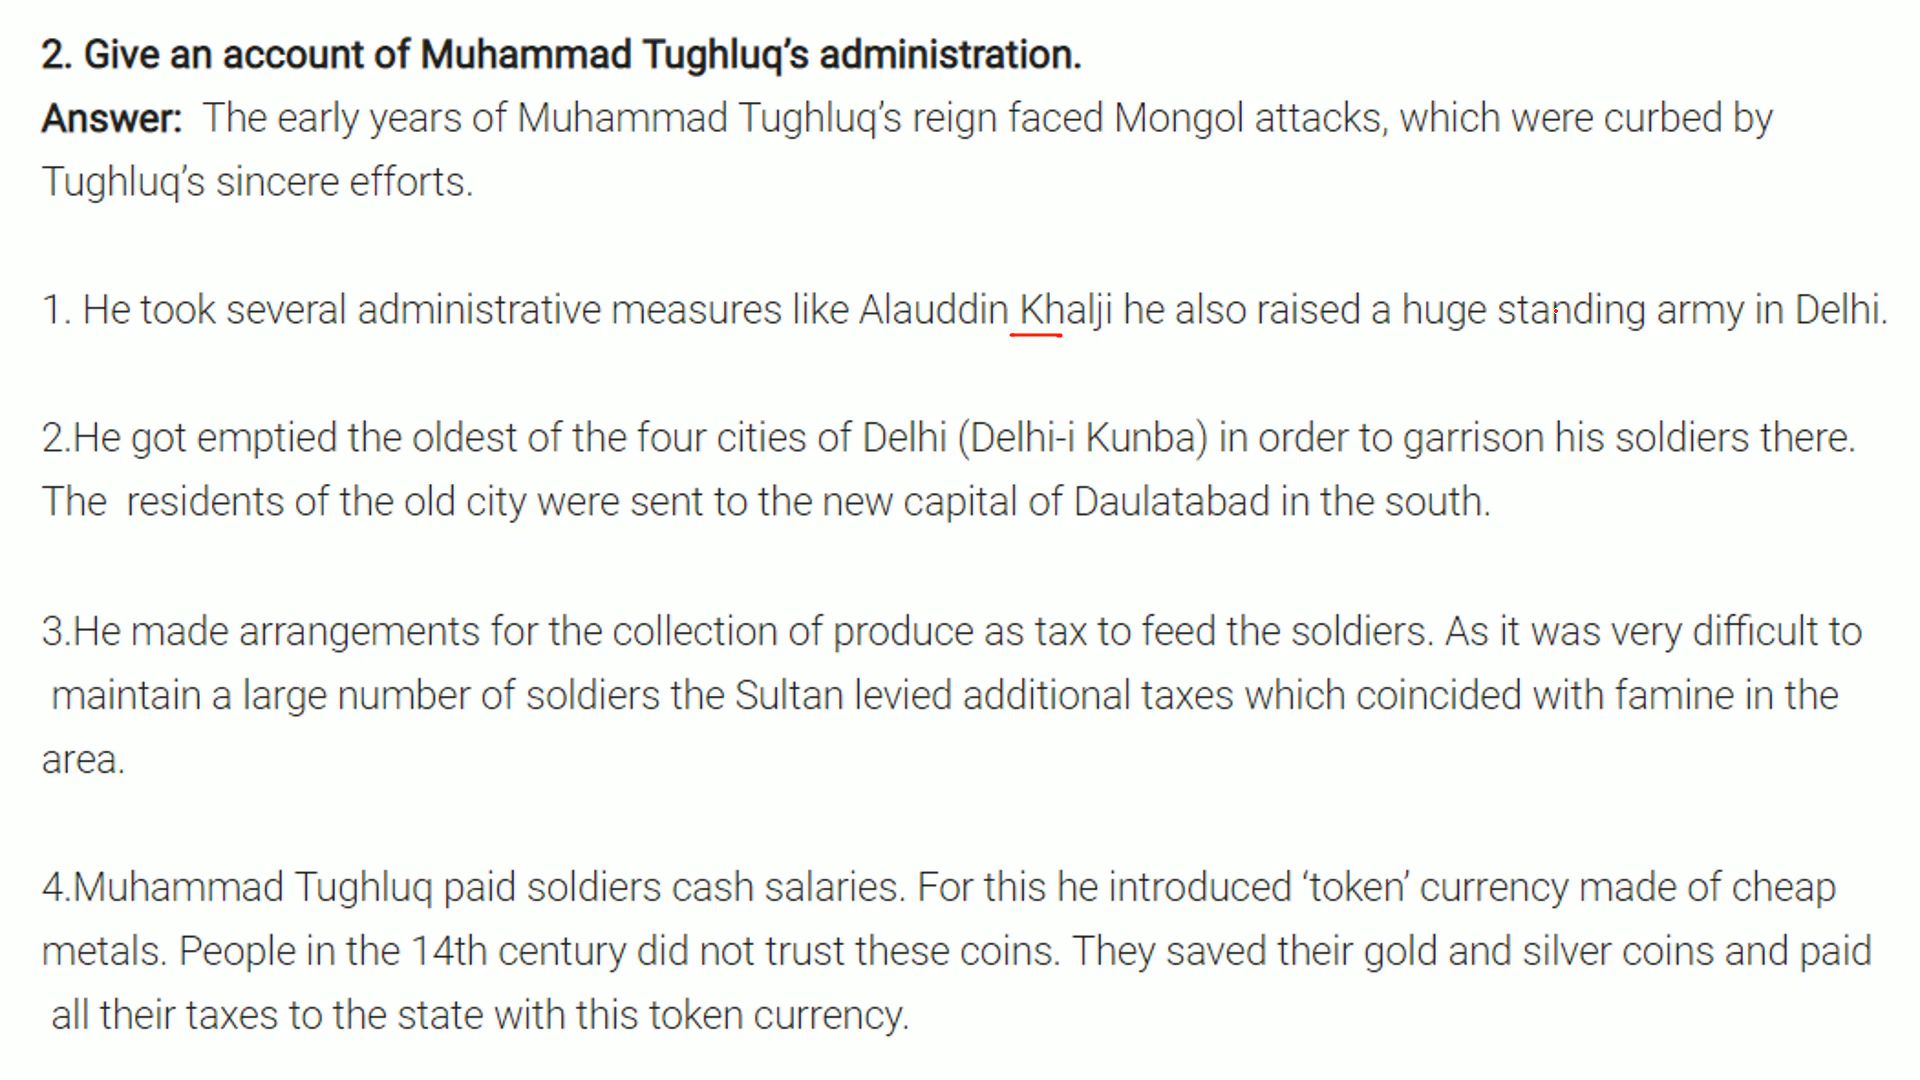 2. Give an account of Muhammad Tughluq’s administration.
Answer: The early years of Muhammad Tughluq’s reign faced Mongol attacks, which were curbed by
Tughluq’s sincere efforts.
1. He took several administrative measures like Alauddin Khalji he also raised a huge standing army in Delhi.
2.He got emptied the oldest of the four cities of Delhi (Delhi-i Kunba) in order to garrison his soldiers there.
The residents of the old city were sent to the new capital of Daulatabad in the south.
3.He made arrangements for the collection of produce as tax to feed the soldiers. As it was very difficult to
maintain a large number of soldiers the Sultan levied additional taxes which coincided with famine in the
area.
4.Muhammad Tughluq paid soldiers cash salaries. For this he introduced ‘token’ currency made of cheap
metals. People in the 14th century did not trust these coins. They saved their gold and silver coins and paid
all their taxes to the state with this token currency.